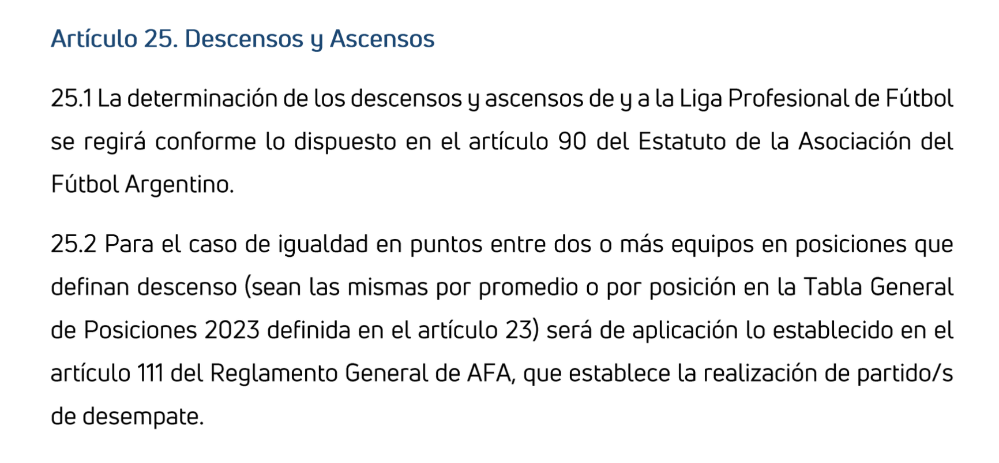 Artículo 25. Descensos y Ascensos
25.1 La determinación de los descensos y ascensos de y a la Liga Profesional de Fútbol
se regirá conforme lo dispuesto en el artículo 90 del Estatuto de la Asociación del
Fútbol Argentino.
25.2 Para el caso de igualdad en puntos entre dos o más equipos en posiciones que
definan descenso (sean las mismas por promedio o por posición en la Tabla General
de Posiciones 2023 definida en el artículo 23) será de aplicación lo establecido en el
artículo 111 del Reglamento General de AFA, que establece la realización de partido/s
de desempate.